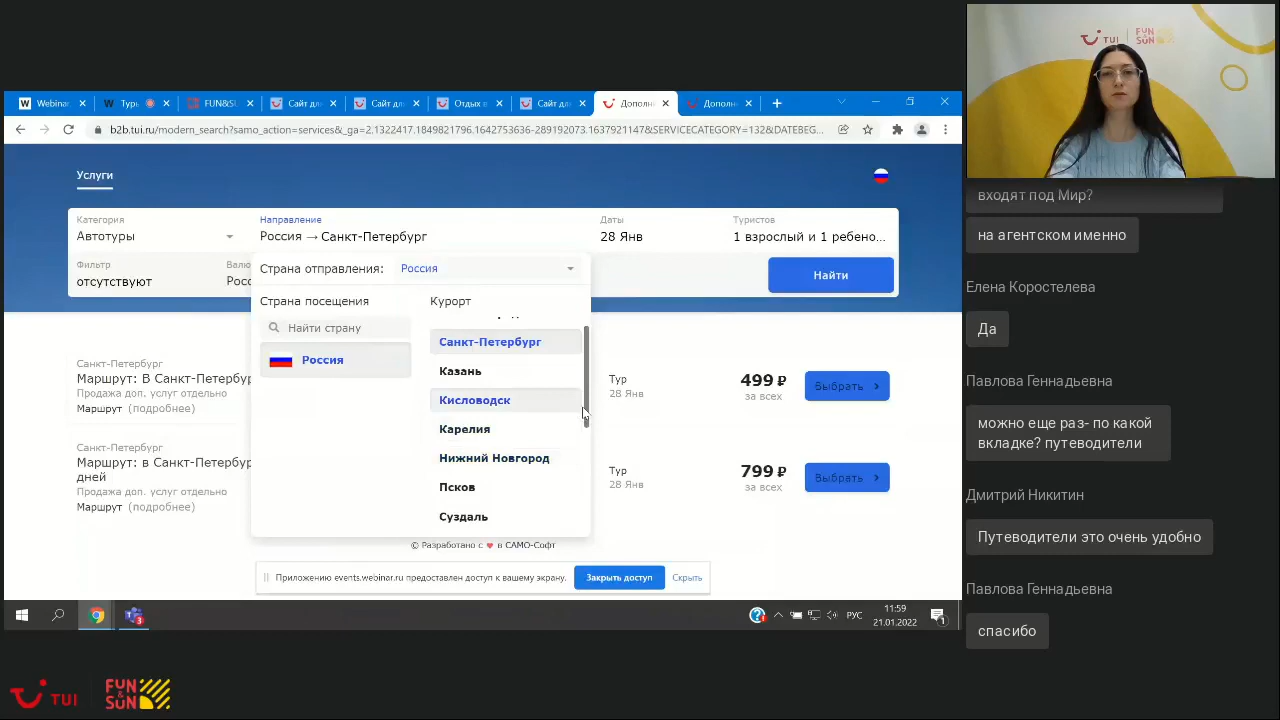 Webinar
Туры
FUN&SU
Сайт дл
Сайт дл
Отдых в
Сайт дл
Дополн
Дополн
b2b.tui.ru/modern_search?samo_action=services&_ga=2.1322417.1849821796.1642753636-289192073.1637921147&SERVICECATEGORY=132&DATEBEG...
Услуги
Категория
Автотуры
Направление
Россия → Санкт-Петербург
Даты
28 Янв
Туристов
1 взрослый и 1 ребено...
Фильтр
отсутствуют
Валю
Росс
Страна отправления: Россия
Найти
Страна посещения
Курорт
Найти страну
Россия
Санкт-Петербург
Казань
Кисловодск
Карелия
Нижний Новгород
Псков
Суздаль
Санкт-Петербург
Маршрут: В Санкт-Петербур
Продажа доп. услуг отдельно
Маршрут (подробнее)
Тур
28 Янв
499 ₽
за всех
Выбрать
Санкт-Петербург
Маршрут: в Санкт-Петербур
дней
Продажа доп. услуг отдельно
Маршрут (подробнее)
Тур
28 Янв
799 ₽
за всех
Выбрать
© Разработано с ♥ в САМО-Софт
Приложению events.webinar.ru предоставлен доступ к вашему экрану.
Закрыть доступ
Скрыть
РУС
11:59
21.01.2022
TUI
FUN & SUN
TUI
FUN & SUN
входят под Мир?
на агентском именно
Елена Коростелева
Да
Павлова Геннадьевна
можно еще раз- по какой
вкладке? путеводители
Дмитрий Никитин
Путеводители это очень удобно
Павлова Геннадьевна
спасибо